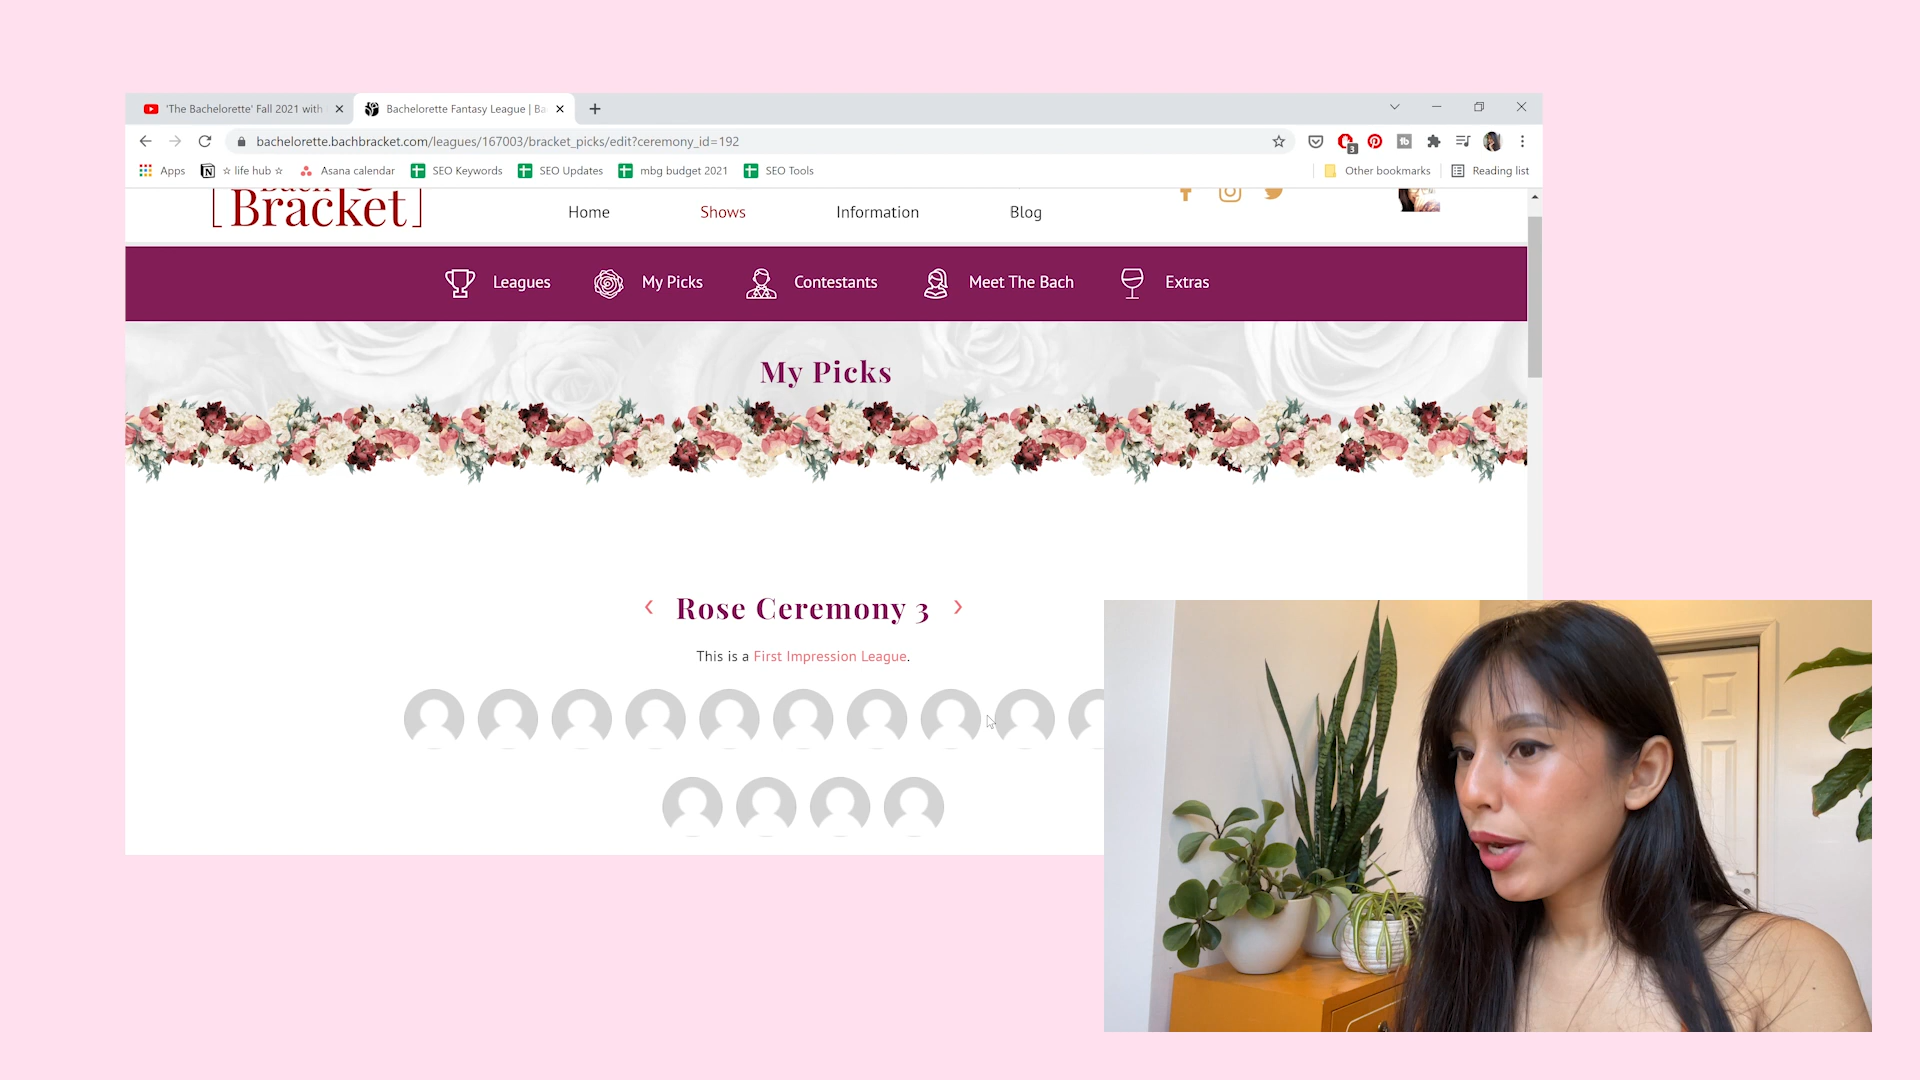 'The Bachelorette' Fall 2021 with
Bachelorette Fantasy League | Ba
bachelorette.bachbracket.com/leagues/167003/bracket_picks/edit?ceremony_id=192
Apps
☆ life hub ☆
Asana calendar
SEO Keywords
SEO Updates
mbg budget 2021
SEO Tools
Other bookmarks
Reading list
Bach
[Bracket]
Home
Shows
Information
Blog
Leagues
My Picks
Contestants
Meet The Bach
Extras
My Picks
‹ Rose Ceremony 3 ›
This is a First Impression League.